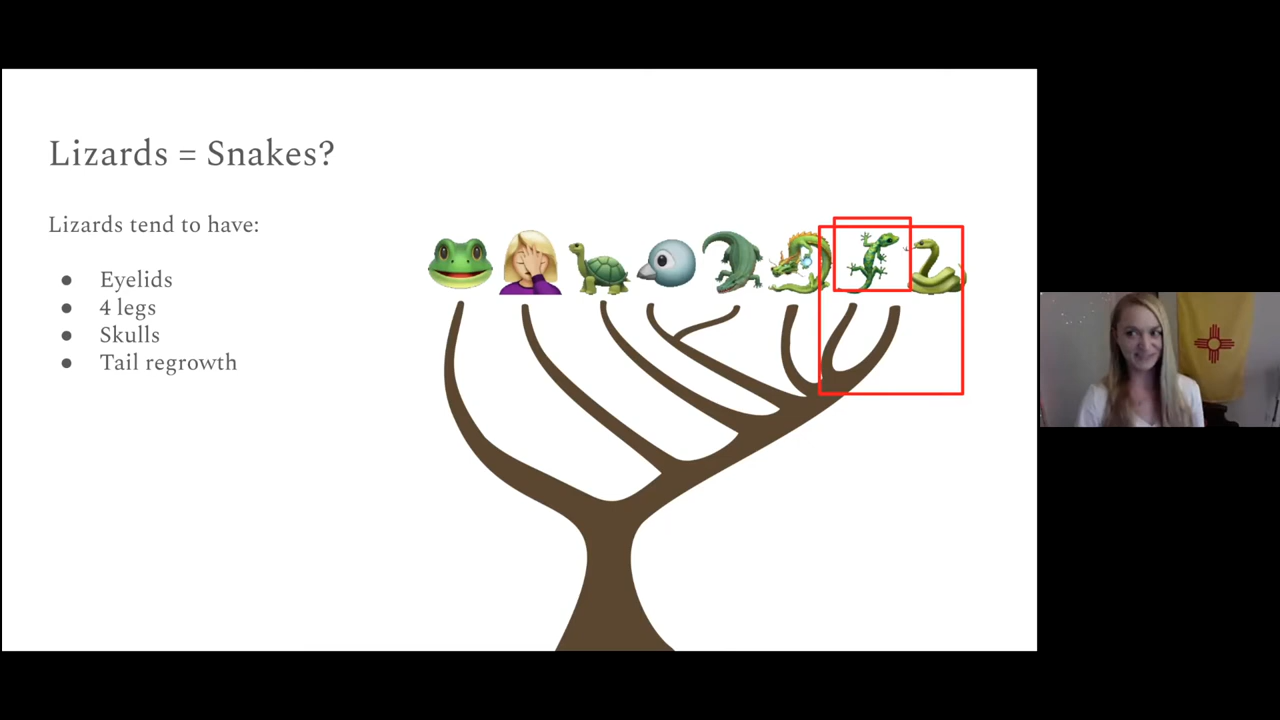 Lizards = Snakes?
Lizards tend to have:
● Eyelids
● 4 legs
● Skulls
● Tail regrowth